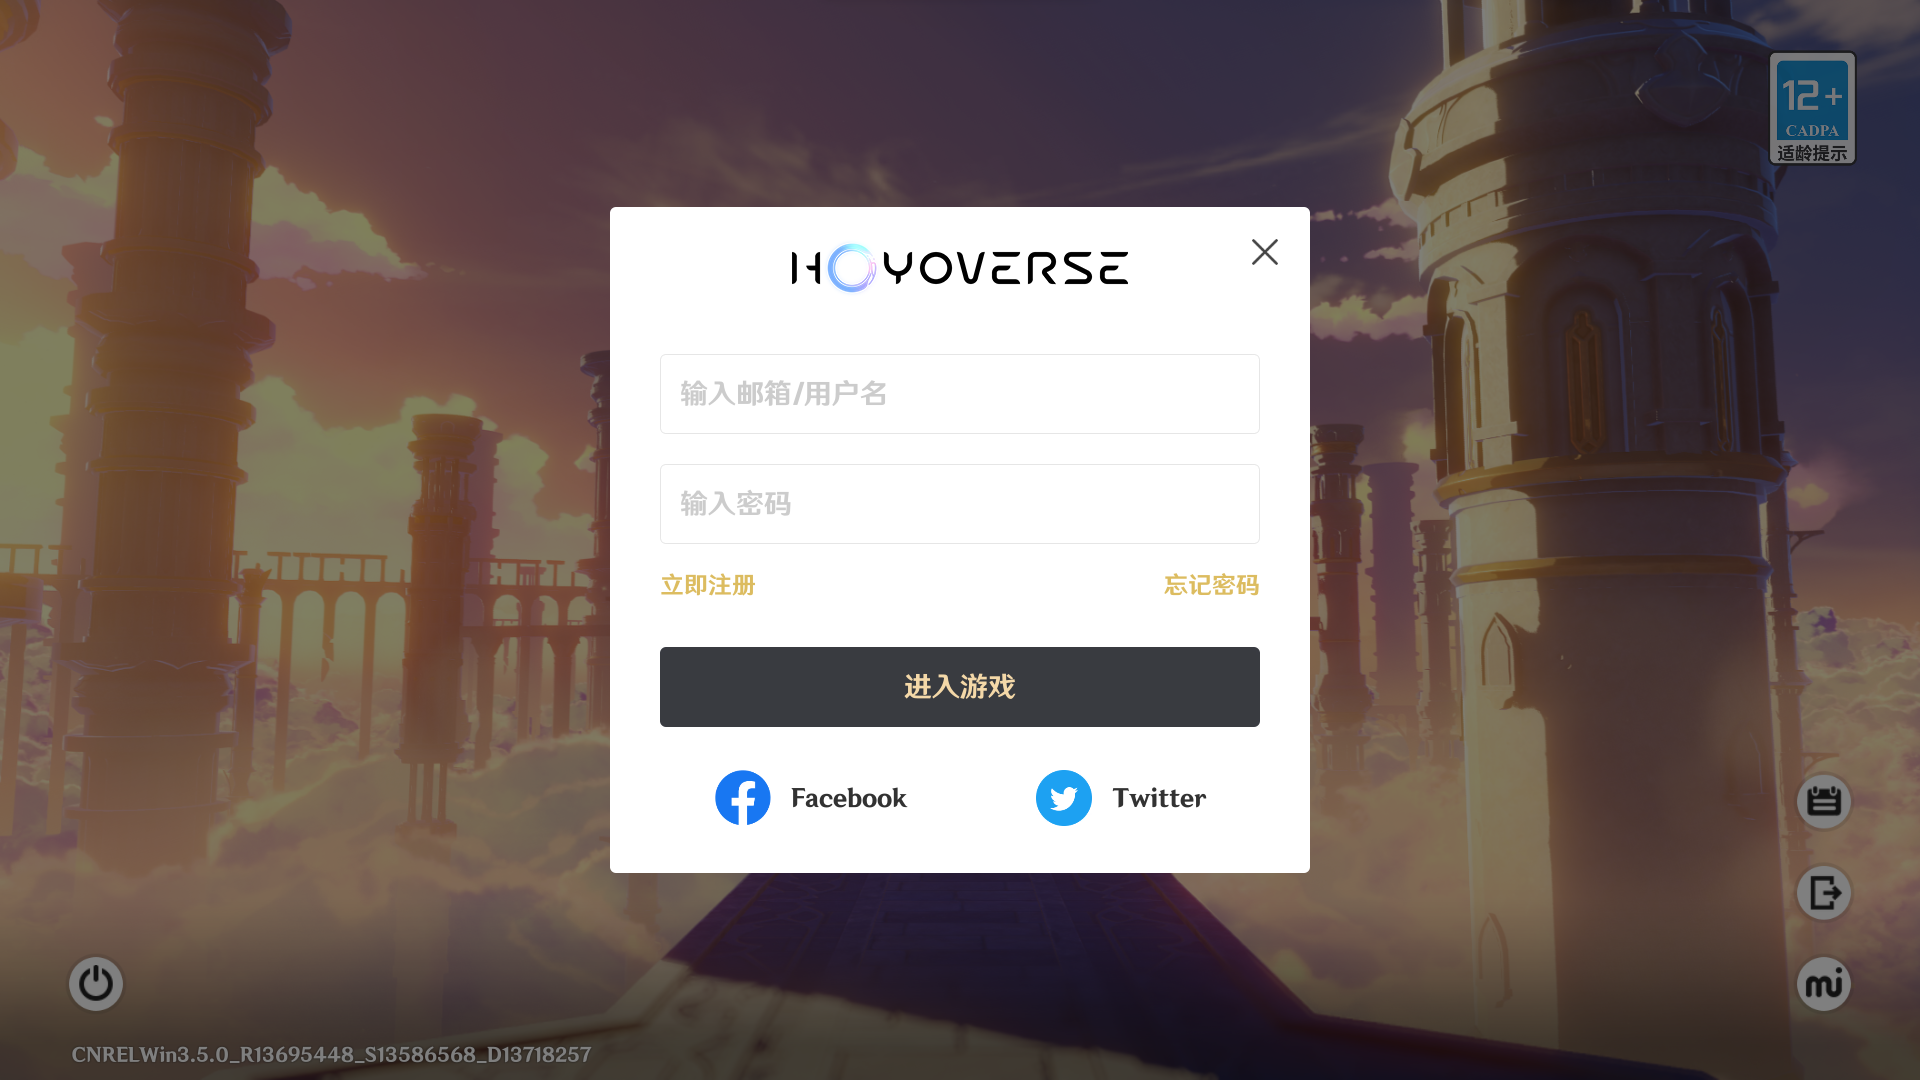 12+
CADPA
适龄提示
HOYOVERSE
输入邮箱/用户名
输入密码
立即注册 忘记密码
进入游戏
Facebook Twitter
mi
CNRELWin3.5.0_R13695448_S13586568_D13718257